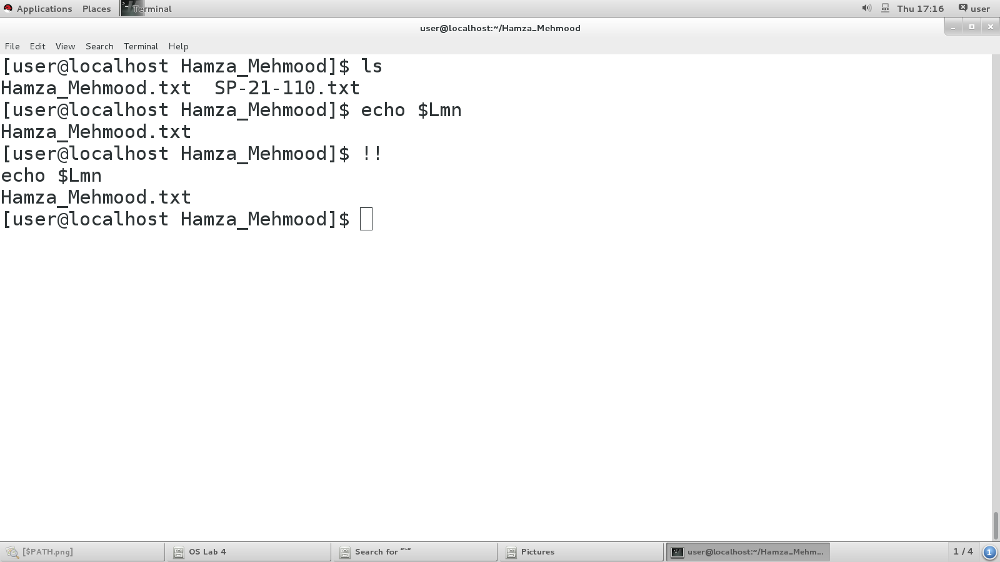 Applications Places Terminal Thu 17:16 user
user@localhost:~/Hamza_Mehmood
File Edit View Search Terminal Help
[user@localhost Hamza_Mehmood]$ ls
Hamza_Mehmood.txt  SP-21-110.txt
[user@localhost Hamza_Mehmood]$ echo $Lmn
Hamza_Mehmood.txt
[user@localhost Hamza_Mehmood]$ !!
echo $Lmn
Hamza_Mehmood.txt
[user@localhost Hamza_Mehmood]$
[$PATH.png] OS Lab 4 Search for "`" Pictures user@localhost:~/Hamza_Mehm... 1 / 4 1